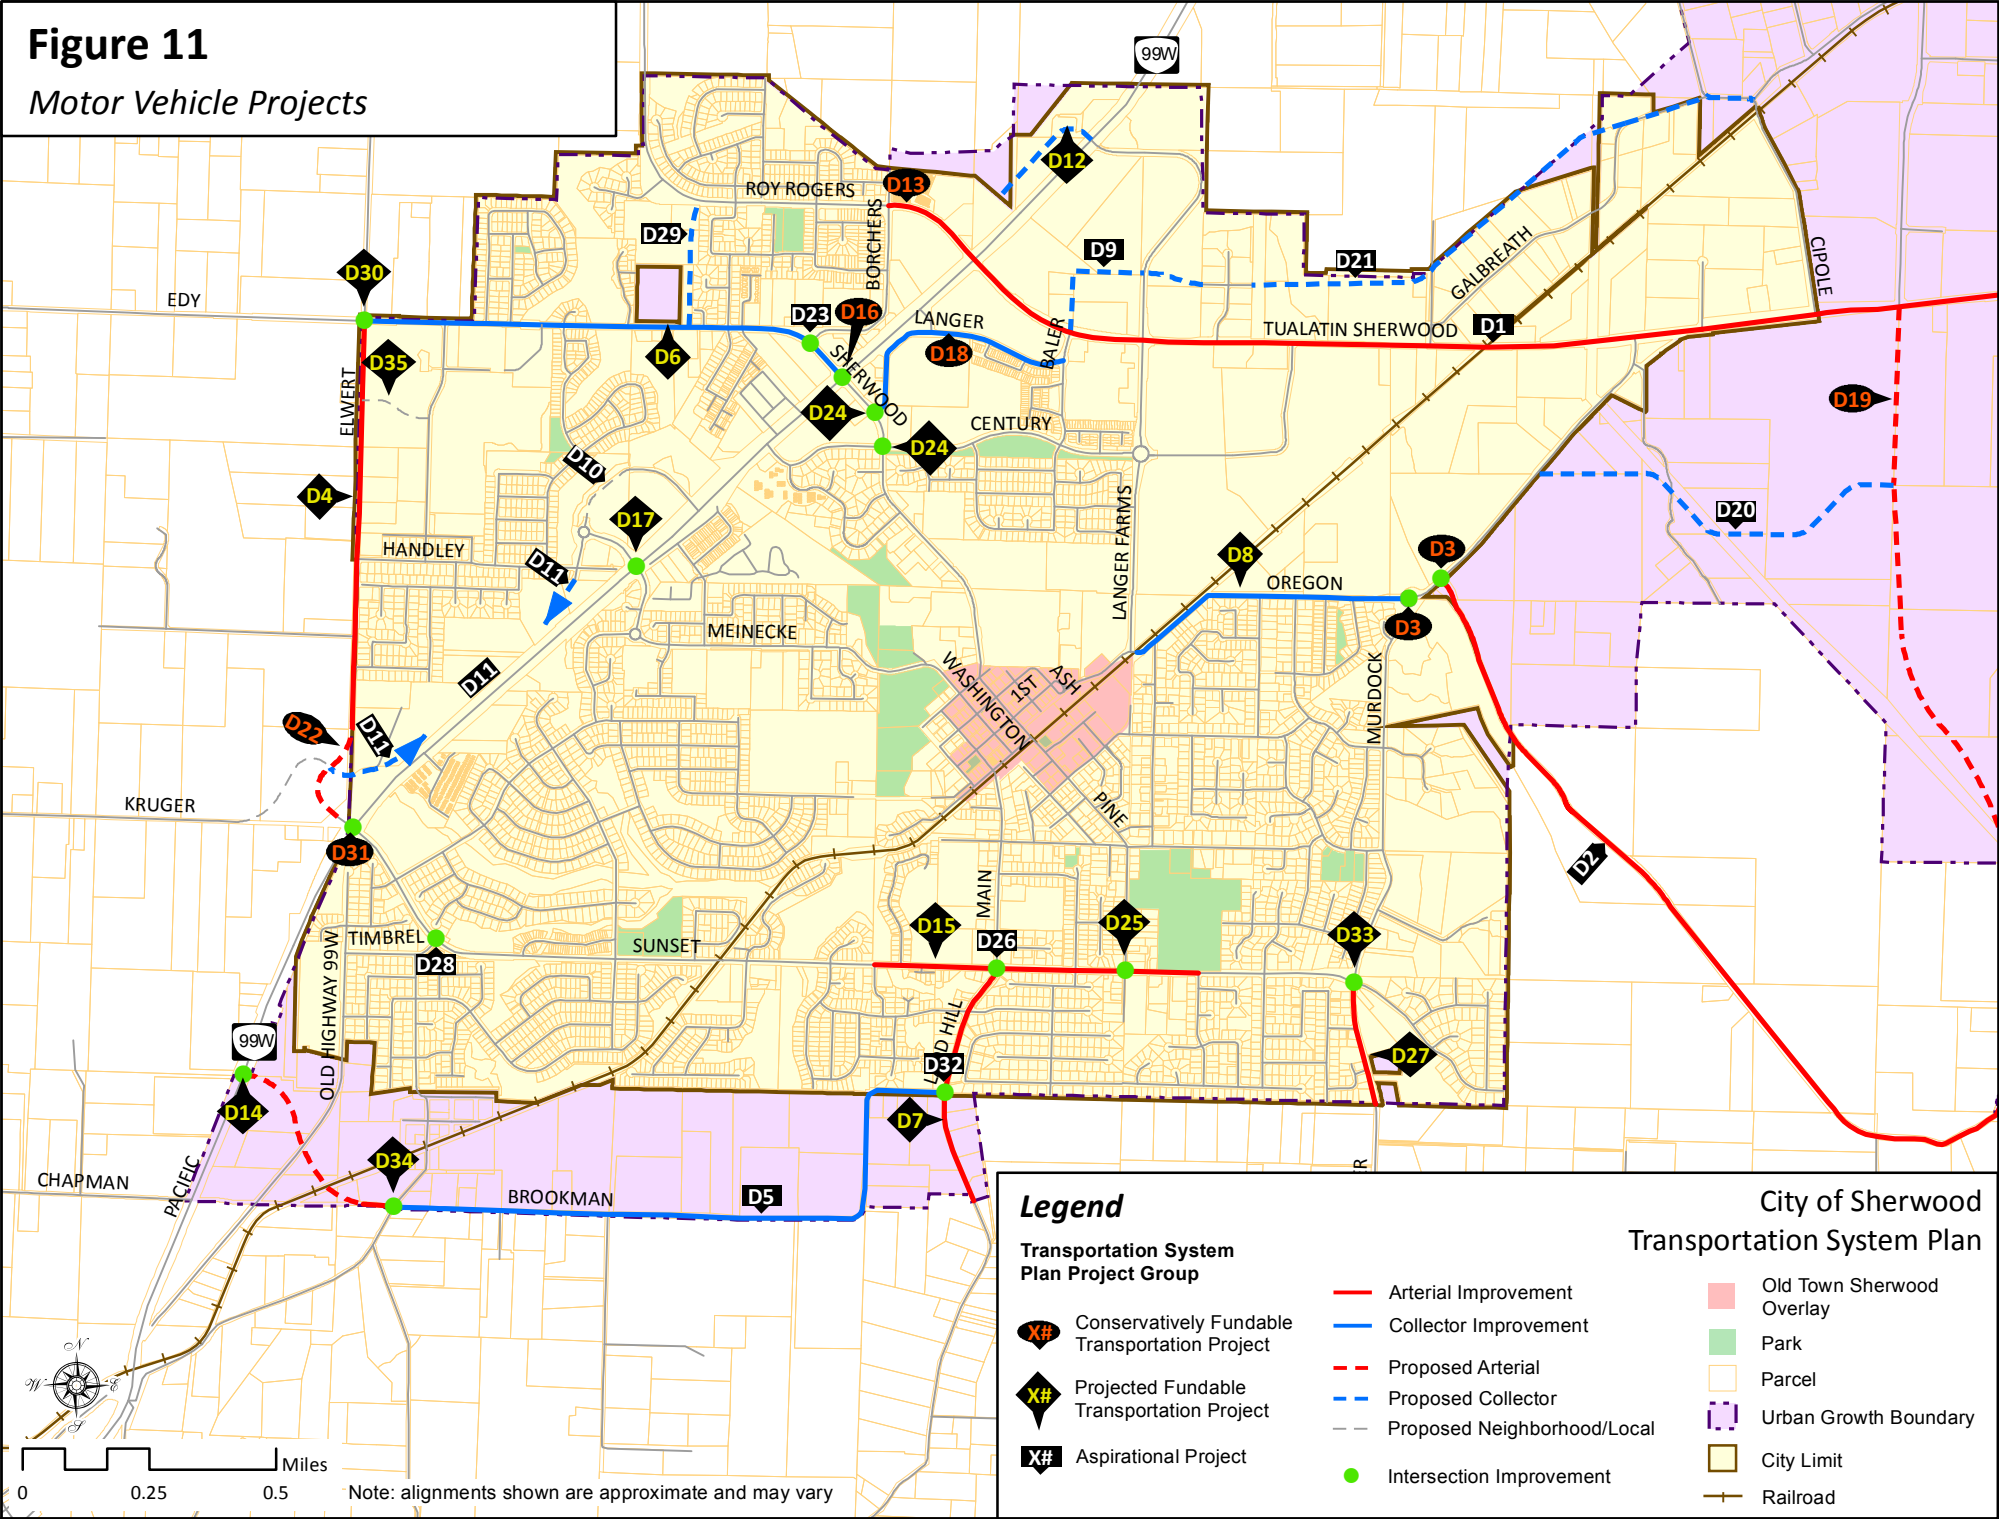 Figure 11
Motor Vehicle Projects
99W
D12
ROY ROGERS
D13
BORCHERS
D29
D9
D21
GALBREATH
CIPOLE
D30
EDY
D23
D16
LANGER
D18
BALER
TUALATIN SHERWOOD
D1
D35
D6
SHERWOOD
D24
D24
CENTURY
D19
ELWERT
D4
D10
D17
D20
HANDLEY
D11
LANGER FARMS
D8
OREGON
D3
D3
MEINECKE
D11
WASHINGTON
1ST
ASH
MURDOCK
D22
D11
KRUGER
D31
PINE
D2
MAIN
D15
D25
D33
TIMBREL
D28
SUNSET
D26
OLD HIGHWAY 99W
99W
D14
D32
D27
D7
D34
CHAPMAN
PACIFIC
BROOKMAN
D5
Legend
City of Sherwood
Transportation System Plan
Transportation System
Plan Project Group
X# Conservatively Fundable
Transportation Project
X# Projected Fundable
Transportation Project
X# Aspirational Project
Arterial Improvement
Collector Improvement
Proposed Arterial
Proposed Collector
Proposed Neighborhood/Local
Intersection Improvement
Old Town Sherwood
Overlay
Park
Parcel
Urban Growth Boundary
City Limit
Railroad
N
W E
S
Miles
0 0.25 0.5
Note: alignments shown are approximate and may vary